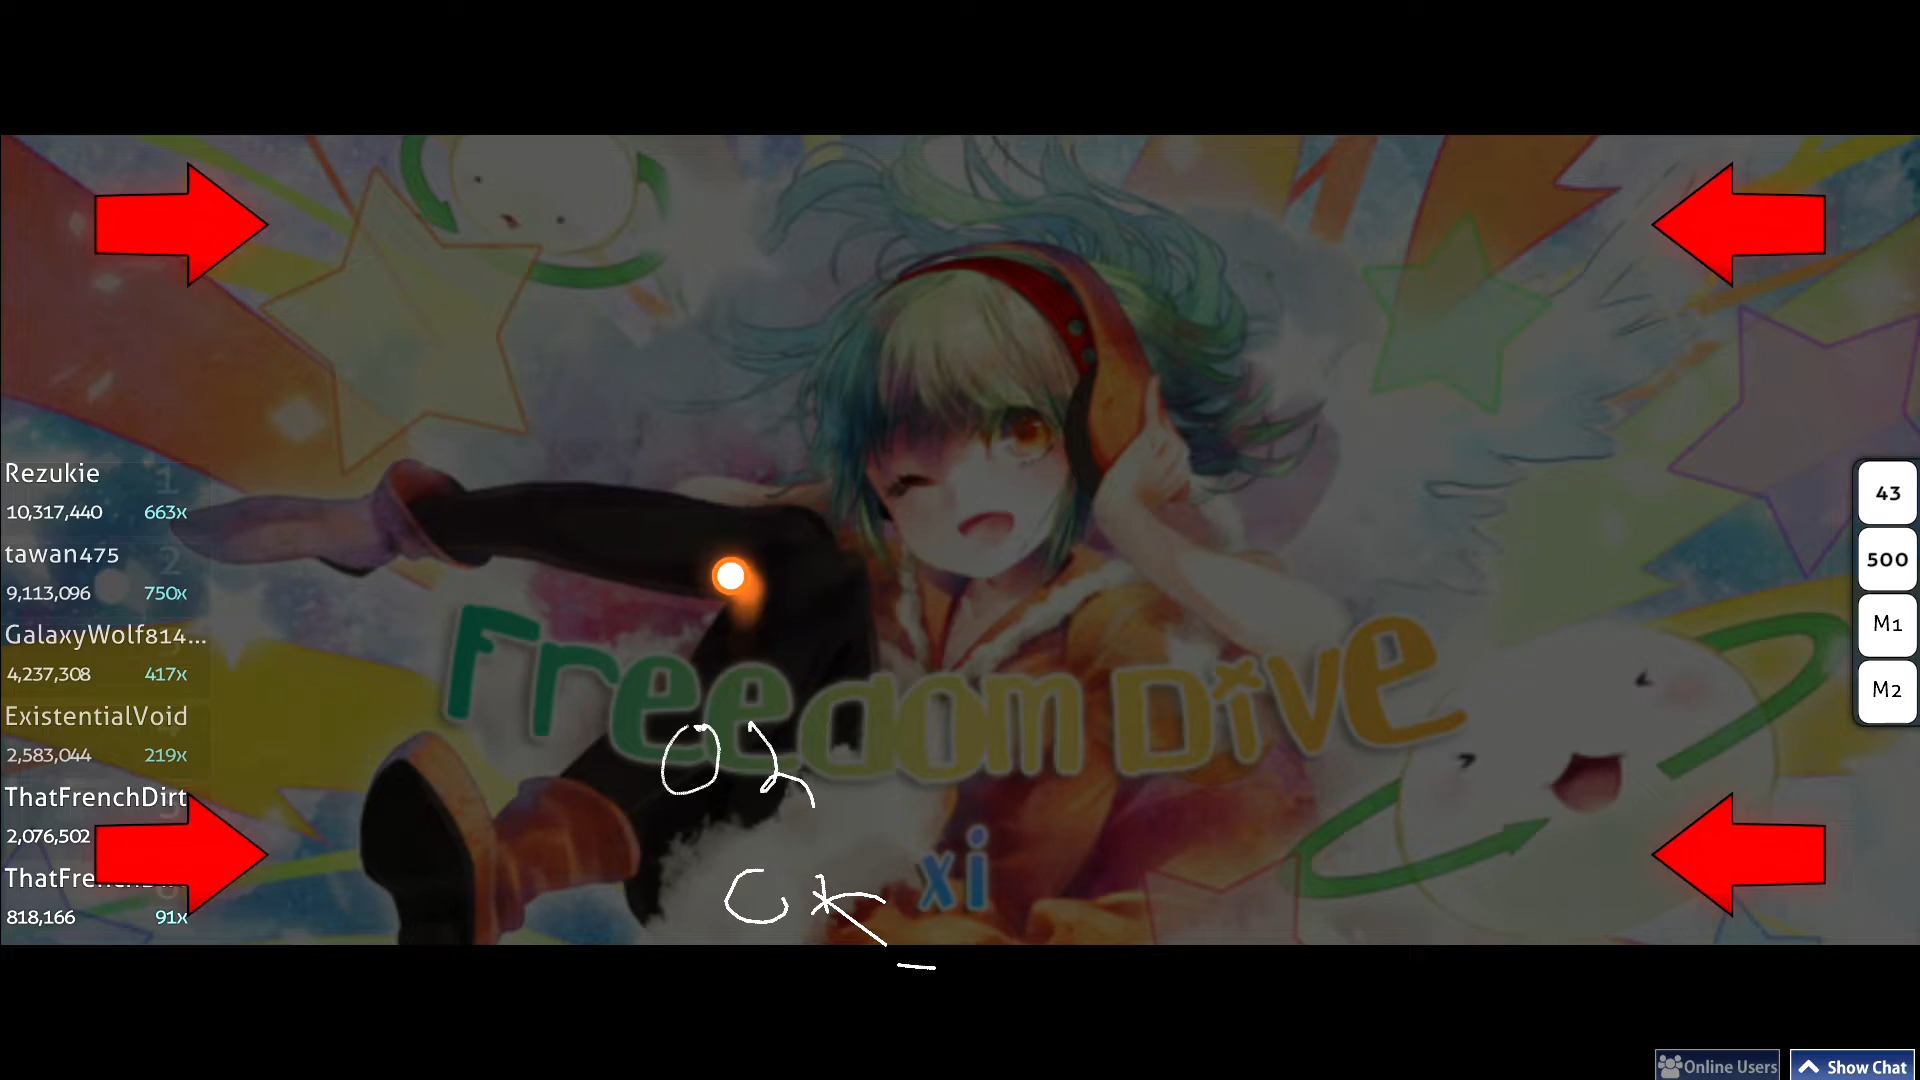 Rezukie 1
10,317,440 663x
tawan475 2
9,113,096 750x
GalaxyWolf814...
4,237,308 417x
ExistentialVoid
2,583,044 219x
ThatFrenchDirt
2,076,502
818,166 91x
Freedom Dive
xi
43
500
M1
M2
Online Users
Show Chat